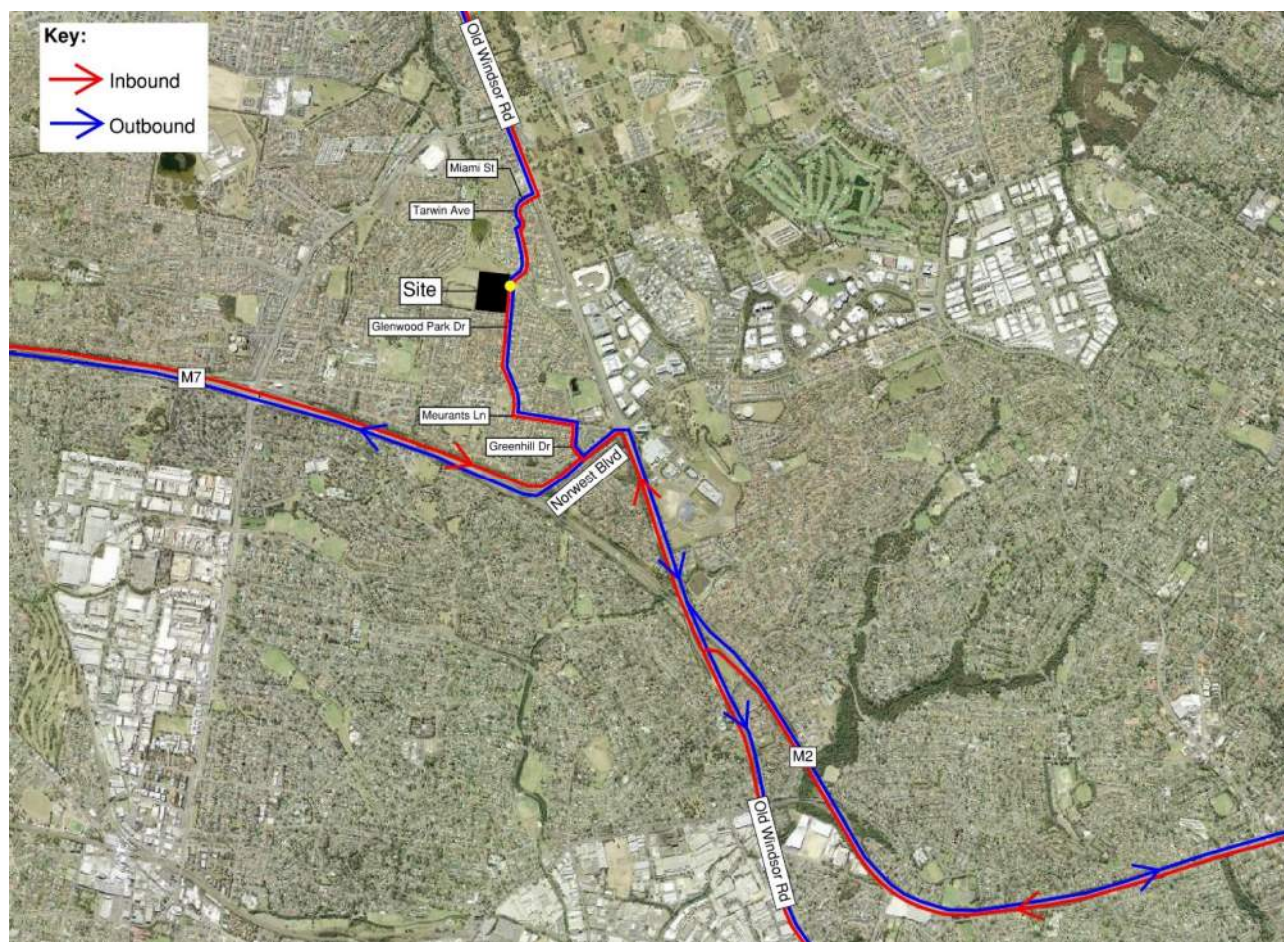 Key:
Inbound
Outbound
Old Windsor Rd
Miami St
Tarwin Ave
Site
Glenwood Park Dr
M7
Meurants Ln
Greenhill Dr
Norwest Blvd
M2
Old Windsor Rd